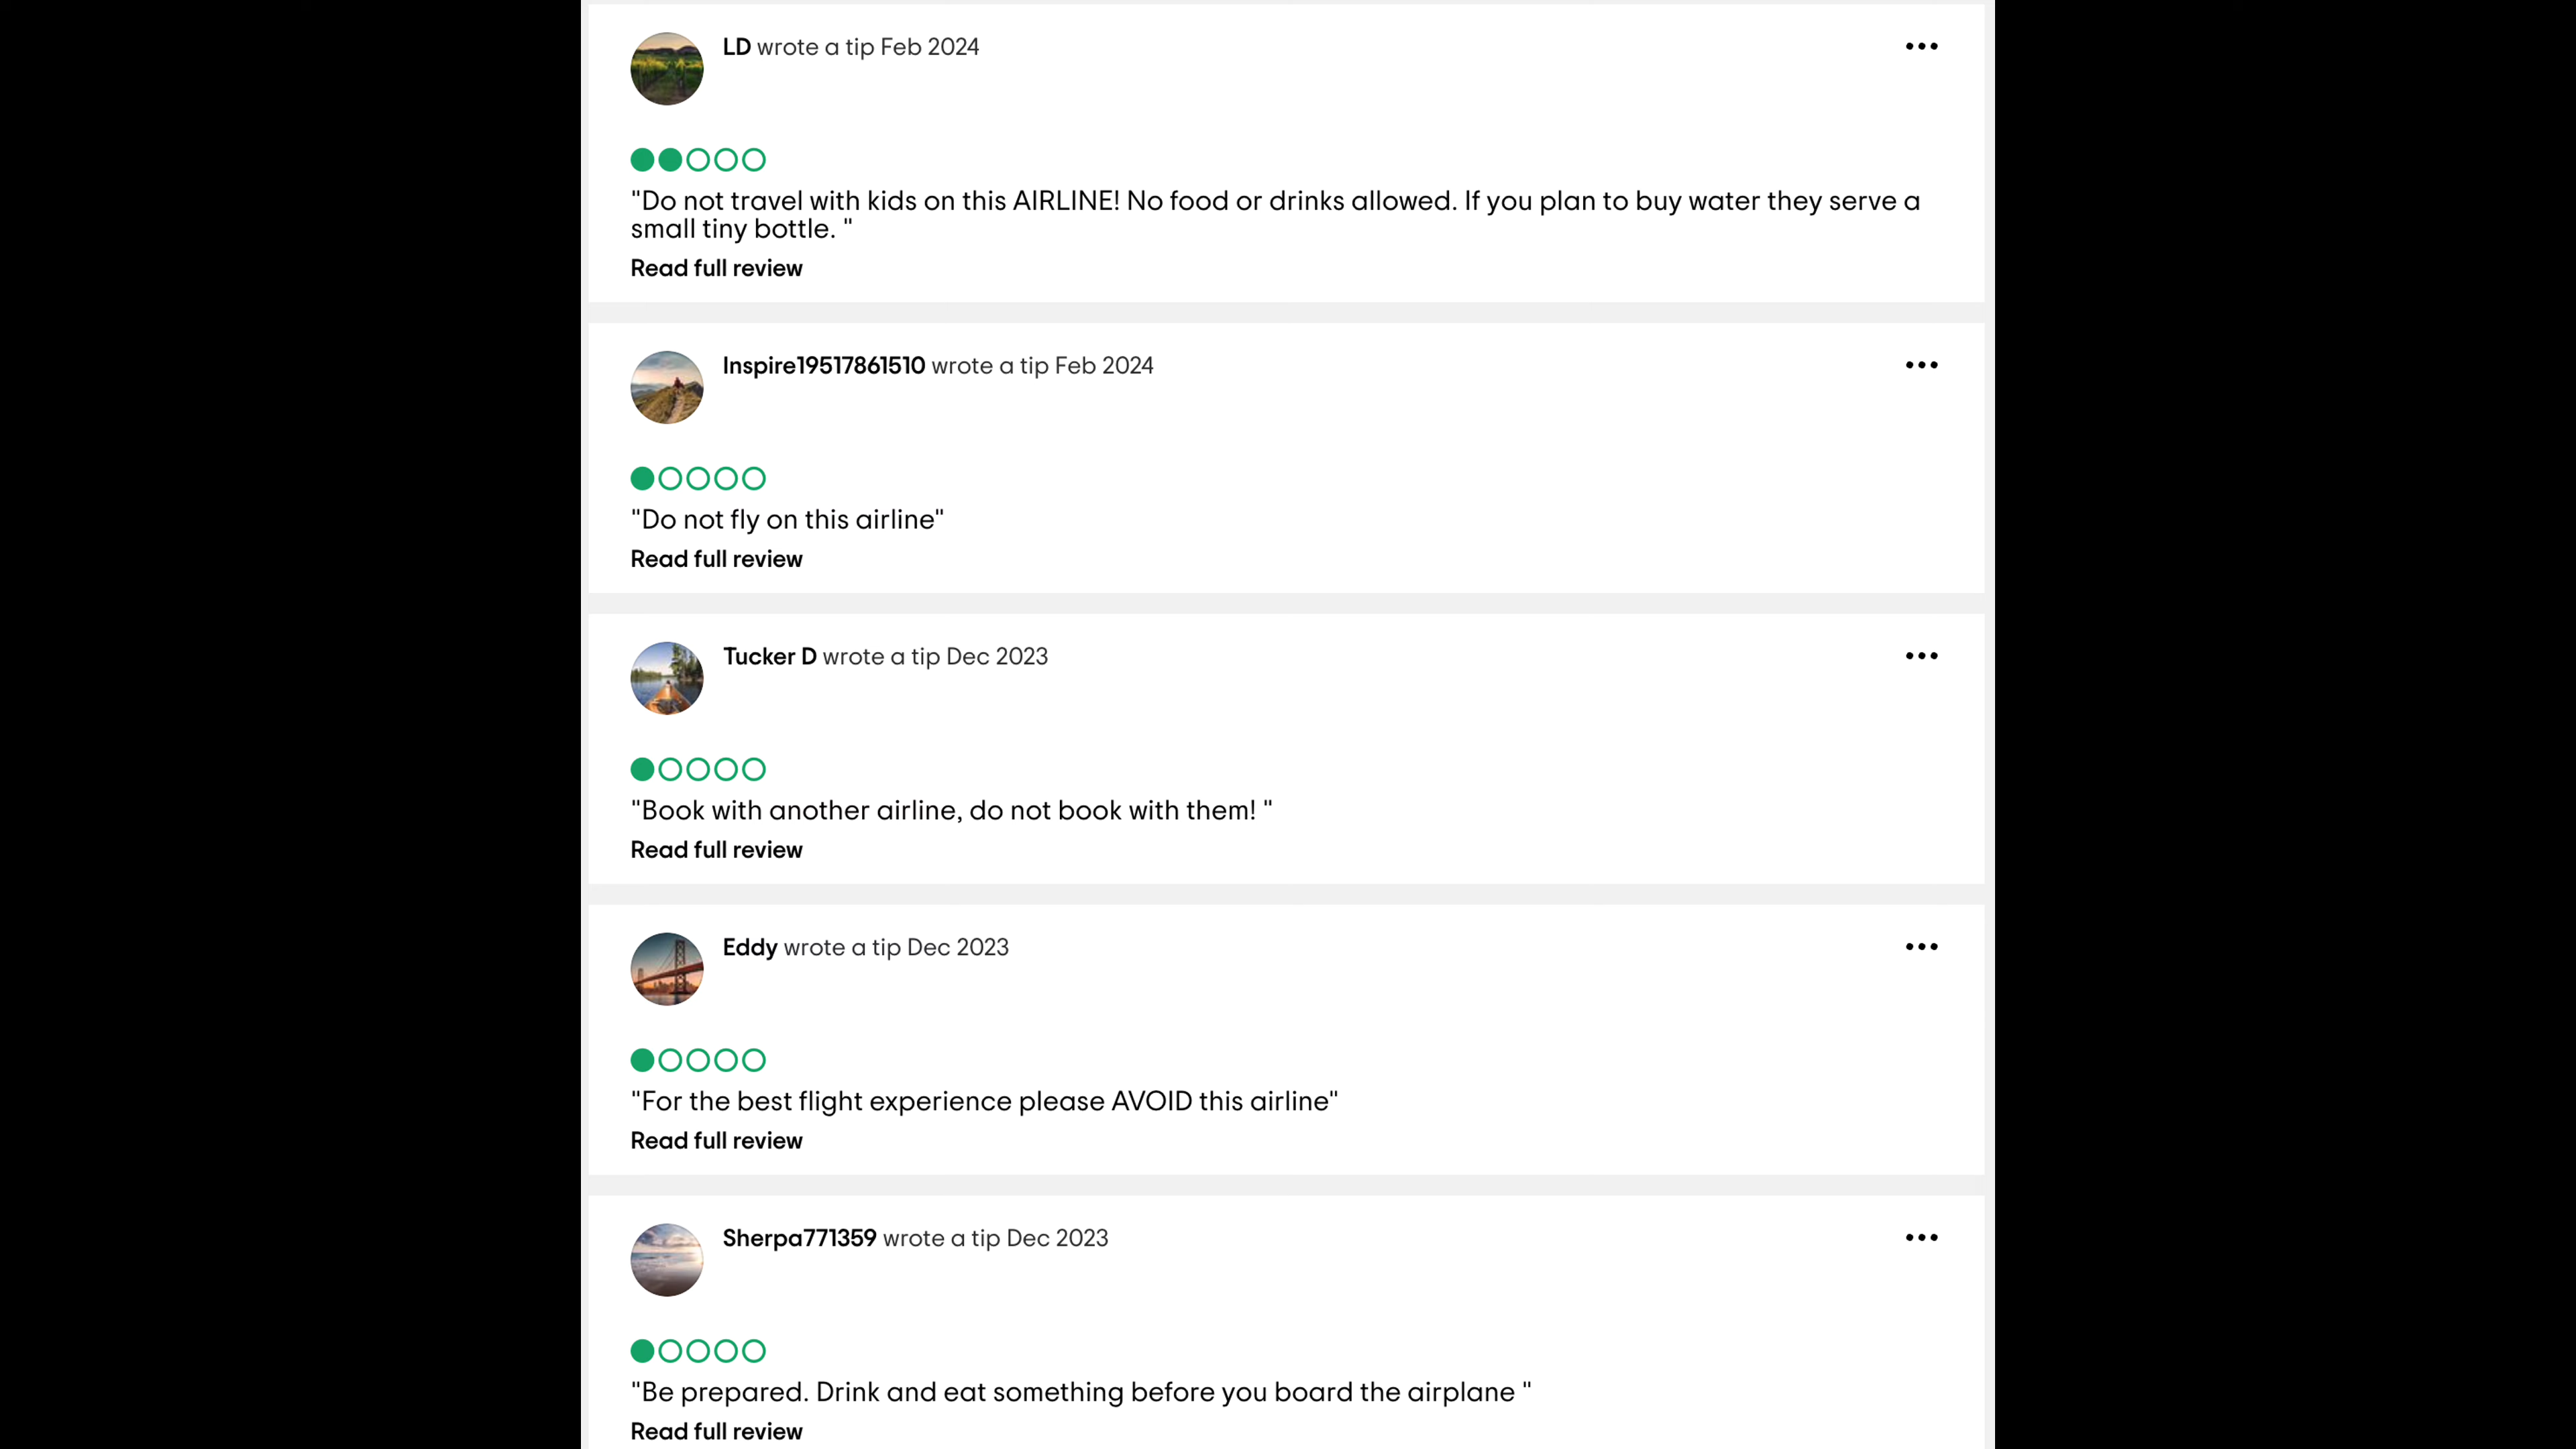 LD wrote a tip Feb 2024
"Do not travel with kids on this AIRLINE! No food or drinks allowed. If you plan to buy water they serve a
small tiny bottle. "
Read full review
Inspire19517861510 wrote a tip Feb 2024
"Do not fly on this airline"
Read full review
Tucker D wrote a tip Dec 2023
"Book with another airline, do not book with them! "
Read full review
Eddy wrote a tip Dec 2023
"For the best flight experience please AVOID this airline"
Read full review
Sherpa771359 wrote a tip Dec 2023
"Be prepared. Drink and eat something before you board the airplane "
Read full review